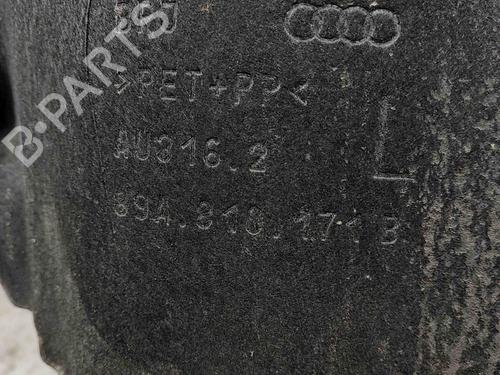 >PET+PP<
AU316.2
L
89A.810.171 B
B-PARTS